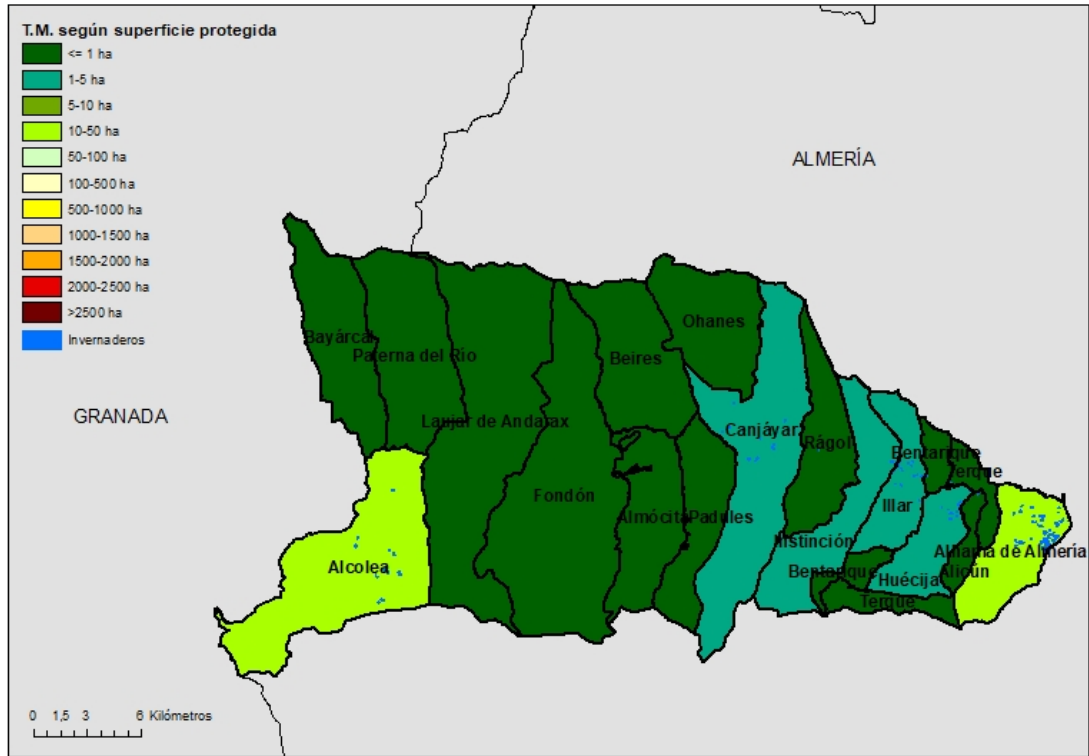 T.M. según superficie protegida
<= 1 ha
1-5 ha
5-10 ha
10-50 ha
50-100 ha
100-500 ha
500-1000 ha
1000-1500 ha
1500-2000 ha
2000-2500 ha
>2500 ha
Invernaderos
ALMERÍA
GRANADA
Bayárcal
Paterna del Río
Laujar de Andarax
Fondón
Beires
Ohanes
Canjáyar
Rágol
Bentarique
Terque
Illar
Almócita
Padules
Instinción
Alhama de Almería
Alcolea
Bentarique
Huécija
Alicún
Terque
0 1,5 3 6 Kilómetros